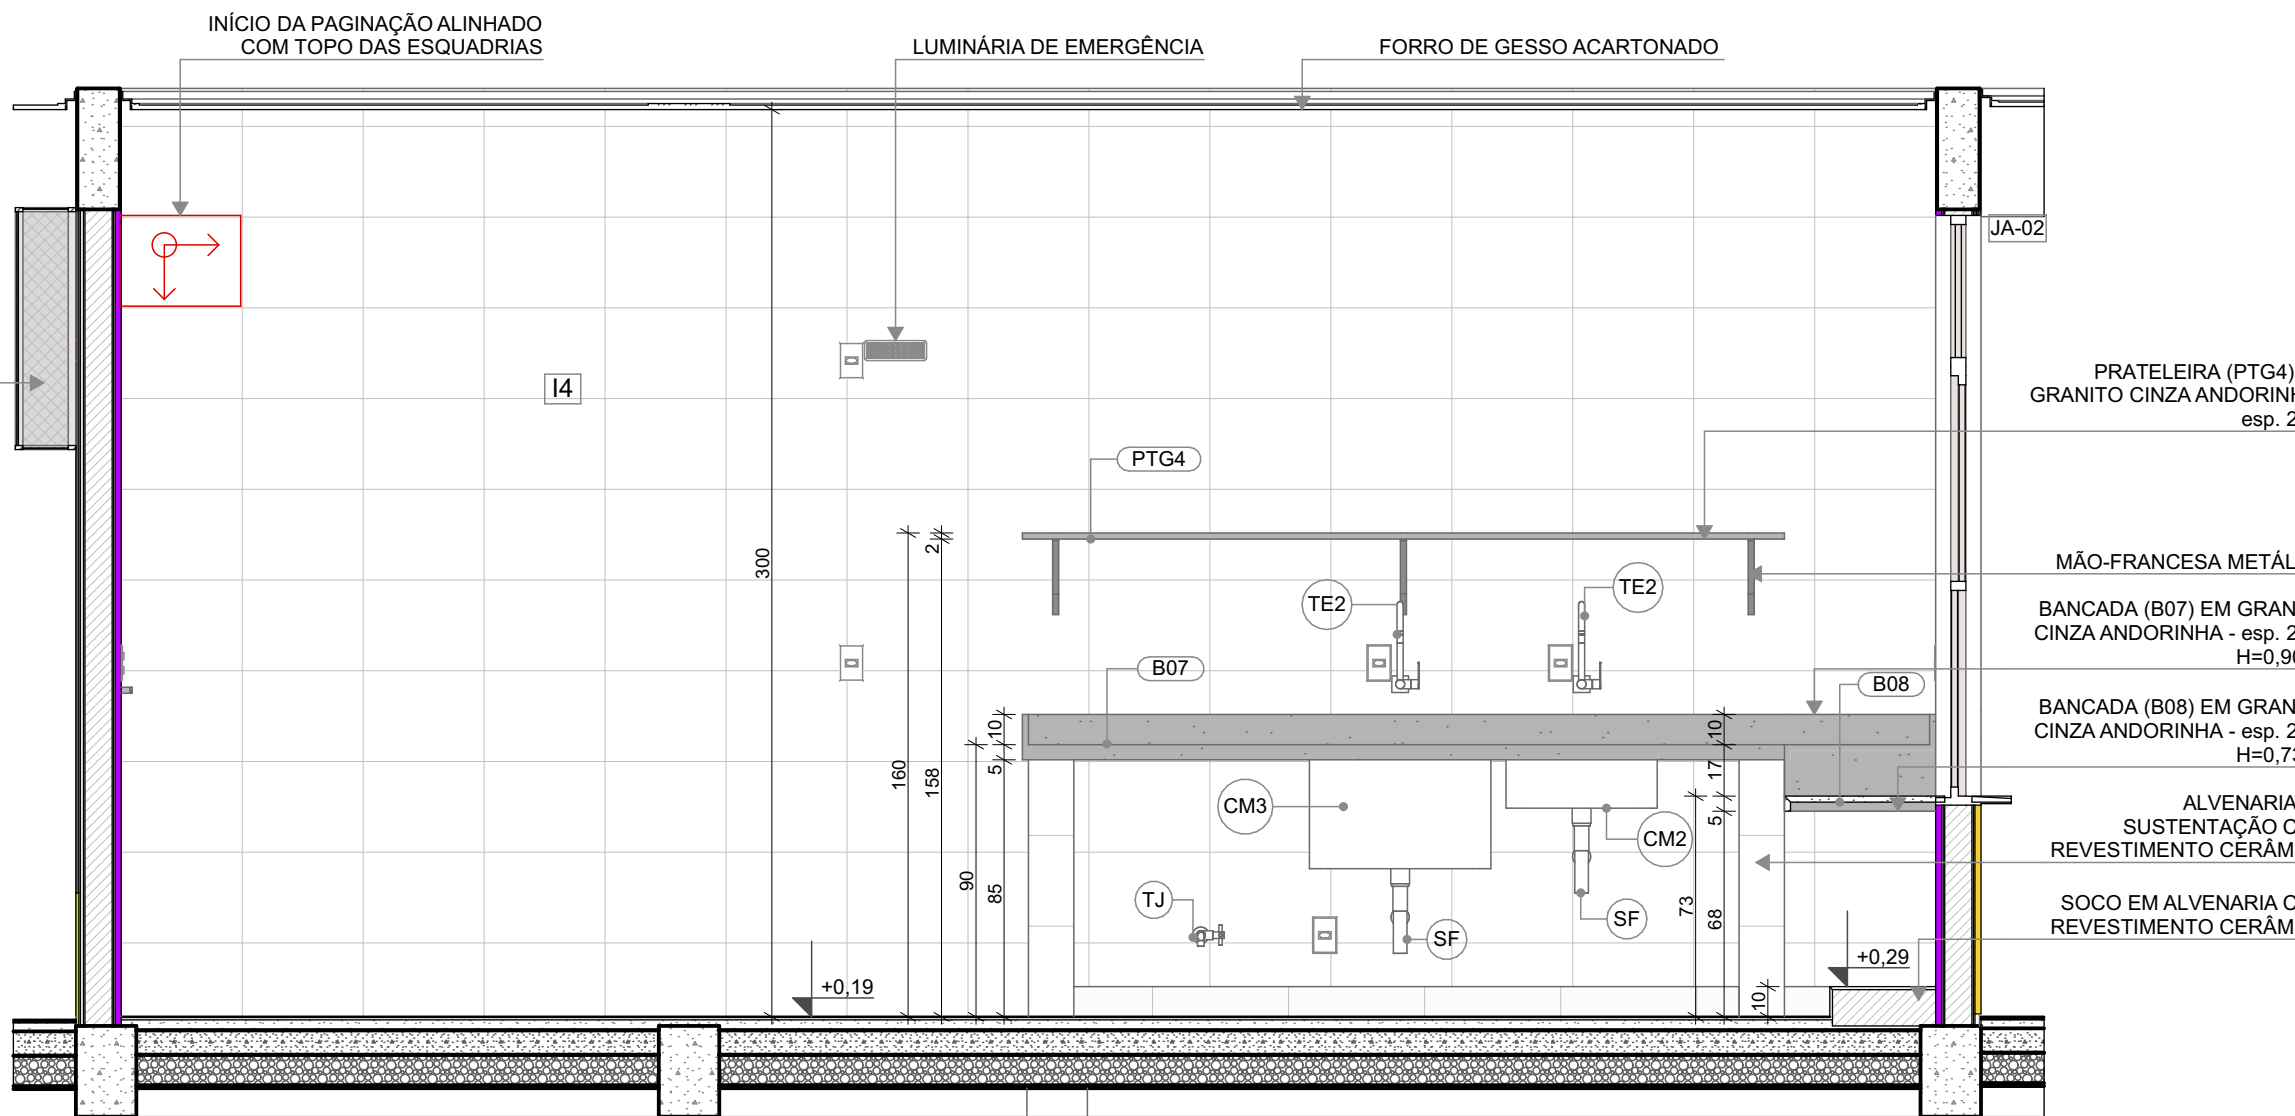 INÍCIO DA PAGINAÇÃO ALINHADO
COM TOPO DAS ESQUADRIAS
LUMINÁRIA DE EMERGÊNCIA
FORRO DE GESSO ACARTONADO
JA-02
I4
PRATELEIRA (PTG4)
GRANITO CINZA ANDORINH
esp. 2
PTG4
300
2
160
158
TE2
TE2
MÃO-FRANCESA METÁL
BANCADA (B07) EM GRAN
CINZA ANDORINHA - esp. 2
H=0,90
B07
B08
BANCADA (B08) EM GRAN
CINZA ANDORINHA - esp. 2
H=0,73
10
5
90
85
10
17
5
73
68
10
CM3
CM2
ALVENARIA
SUSTENTAÇÃO C
REVESTIMENTO CERÂM
TJ
SF
SF
SOCO EM ALVENARIA C
REVESTIMENTO CERÂM
+0,19
+0,29